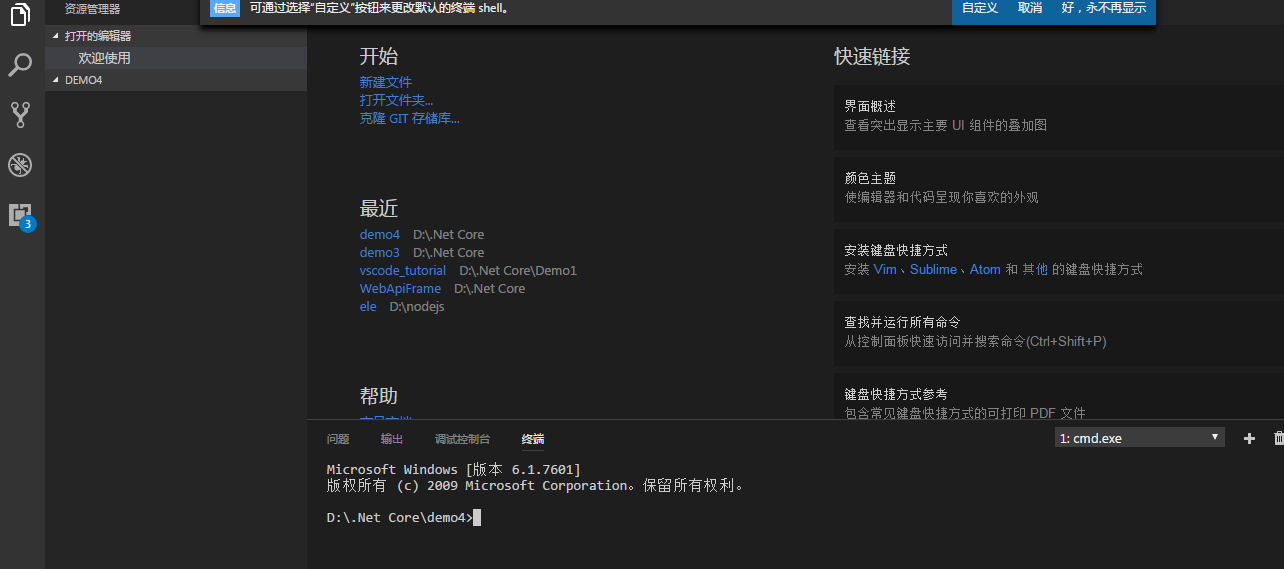 资源管理器
信息 可通过选择“自定义”按钮来更改默认的终端 shell。
自定义 取消 好，永不再显示
打开的编辑器
欢迎使用
DEMO4
3
开始
新建文件
打开文件夹...
克隆 GIT 存储库...
最近
demo4 D:\.Net Core
demo3 D:\.Net Core
vscode_tutorial D:\.Net Core\Demo1
WebApiFrame D:\.Net Core
ele D:\nodejs
帮助
快速链接
界面概述
查看突出显示主要 UI 组件的叠加图
颜色主题
使编辑器和代码呈现你喜欢的外观
安装键盘快捷方式
安装 Vim、Sublime、Atom 和 其他 的键盘快捷方式
查找并运行所有命令
从控制面板快速访问并搜索命令(Ctrl+Shift+P)
键盘快捷方式参考
包含常见键盘快捷方式的可打印 PDF 文件
问题 输出 调试控制台 终端
1: cmd.exe
Microsoft Windows [版本 6.1.7601]
版权所有 (c) 2009 Microsoft Corporation。保留所有权利。
D:\.Net Core\demo4>